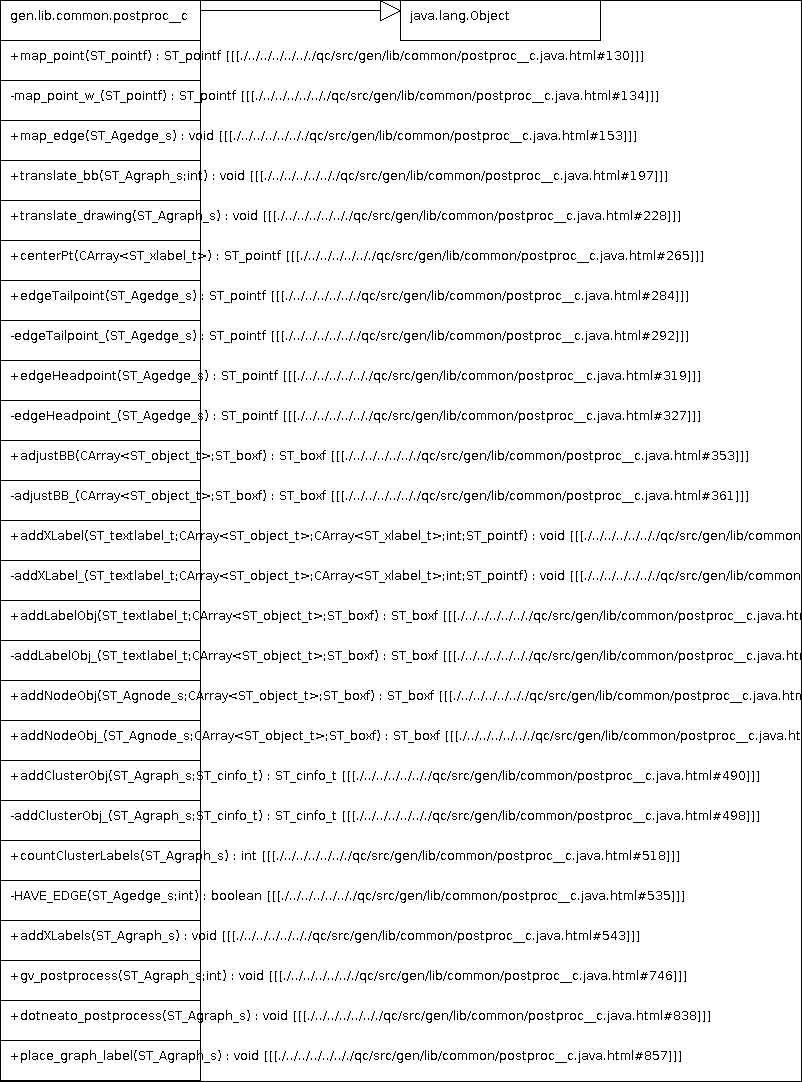 gen.lib.common.postproc__c
java.lang.Object
+map_point(ST_pointf) : ST_pointf [[[./../../../../../../qc/src/gen/lib/common/postproc__c.java.html#130]]]
-map_point_w_(ST_pointf) : ST_pointf [[[./../../../../../../qc/src/gen/lib/common/postproc__c.java.html#134]]]
+map_edge(ST_Agedge_s) : void [[[./../../../../../../qc/src/gen/lib/common/postproc__c.java.html#153]]]
+translate_bb(ST_Agraph_s;int) : void [[[./../../../../../../qc/src/gen/lib/common/postproc__c.java.html#197]]]
+translate_drawing(ST_Agraph_s) : void [[[./../../../../../../qc/src/gen/lib/common/postproc__c.java.html#228]]]
+centerPt(CArray<ST_xlabel_t>) : ST_pointf [[[./../../../../../../qc/src/gen/lib/common/postproc__c.java.html#265]]]
+edgeTailpoint(ST_Agedge_s) : ST_pointf [[[./../../../../../../qc/src/gen/lib/common/postproc__c.java.html#284]]]
-edgeTailpoint_(ST_Agedge_s) : ST_pointf [[[./../../../../../../qc/src/gen/lib/common/postproc__c.java.html#292]]]
+edgeHeadpoint(ST_Agedge_s) : ST_pointf [[[./../../../../../../qc/src/gen/lib/common/postproc__c.java.html#319]]]
-edgeHeadpoint_(ST_Agedge_s) : ST_pointf [[[./../../../../../../qc/src/gen/lib/common/postproc__c.java.html#327]]]
+adjustBB(CArray<ST_object_t>;ST_boxf) : ST_boxf [[[./../../../../../../qc/src/gen/lib/common/postproc__c.java.html#353]]]
-adjustBB_(CArray<ST_object_t>;ST_boxf) : ST_boxf [[[./../../../../../../qc/src/gen/lib/common/postproc__c.java.html#361]]]
+addXLabel(ST_textlabel_t;CArray<ST_object_t>;CArray<ST_xlabel_t>;int;ST_pointf) : void [[[./../../../../../../qc/src/gen/lib/common
-addXLabel_(ST_textlabel_t;CArray<ST_object_t>;CArray<ST_xlabel_t>;int;ST_pointf) : void [[[./../../../../../../qc/src/gen/lib/common
+addLabelObj(ST_textlabel_t;CArray<ST_object_t>;ST_boxf) : ST_boxf [[[./../../../../../../qc/src/gen/lib/common/postproc__c.java.ht
-addLabelObj_(ST_textlabel_t;CArray<ST_object_t>;ST_boxf) : ST_boxf [[[./../../../../../../qc/src/gen/lib/common/postproc__c.java.ht
+addNodeObj(ST_Agnode_s;CArray<ST_object_t>;ST_boxf) : ST_boxf [[[./../../../../../../qc/src/gen/lib/common/postproc__c.java.htn
+addNodeObj_(ST_Agnode_s;CArray<ST_object_t>;ST_boxf) : ST_boxf [[[./../../../../../../qc/src/gen/lib/common/postproc__c.java.ht
+addClusterObj(ST_Agraph_s;ST_cinfo_t) : ST_cinfo_t [[[./../../../../../../qc/src/gen/lib/common/postproc__c.java.html#490]]]
-addClusterObj_(ST_Agraph_s;ST_cinfo_t) : ST_cinfo_t [[[./../../../../../../qc/src/gen/lib/common/postproc__c.java.html#498]]]
+countClusterLabels(ST_Agraph_s) : int [[[./../../../../../../qc/src/gen/lib/common/postproc__c.java.html#518]]]
-HAVE_EDGE(ST_Agedge_s;int) : boolean [[[./../../../../../../qc/src/gen/lib/common/postproc__c.java.html#535]]]
+addXLabels(ST_Agraph_s) : void [[[./../../../../../../qc/src/gen/lib/common/postproc__c.java.html#543]]]
+gv_postprocess(ST_Agraph_s;int) : void [[[./../../../../../../qc/src/gen/lib/common/postproc__c.java.html#746]]]
+dotneato_postprocess(ST_Agraph_s) : void [[[./../../../../../../qc/src/gen/lib/common/postproc__c.java.html#838]]]
+place_graph_label(ST_Agraph_s) : void [[[./../../../../../../qc/src/gen/lib/common/postproc__c.java.html#857]]]